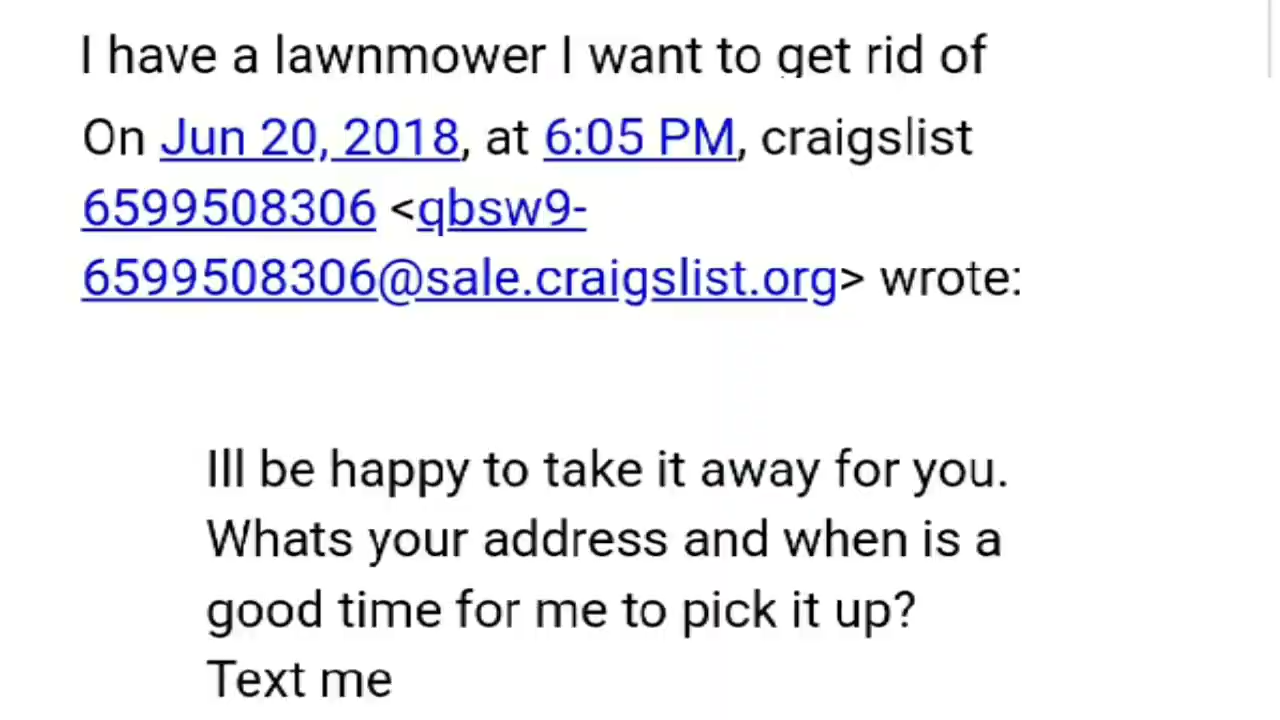 I have a lawnmower I want to get rid of
On Jun 20, 2018, at 6:05 PM, craigslist
6599508306 <qbsw9-
6599508306@sale.craigslist.org> wrote:
Ill be happy to take it away for you.
Whats your address and when is a
good time for me to pick it up?
Text me